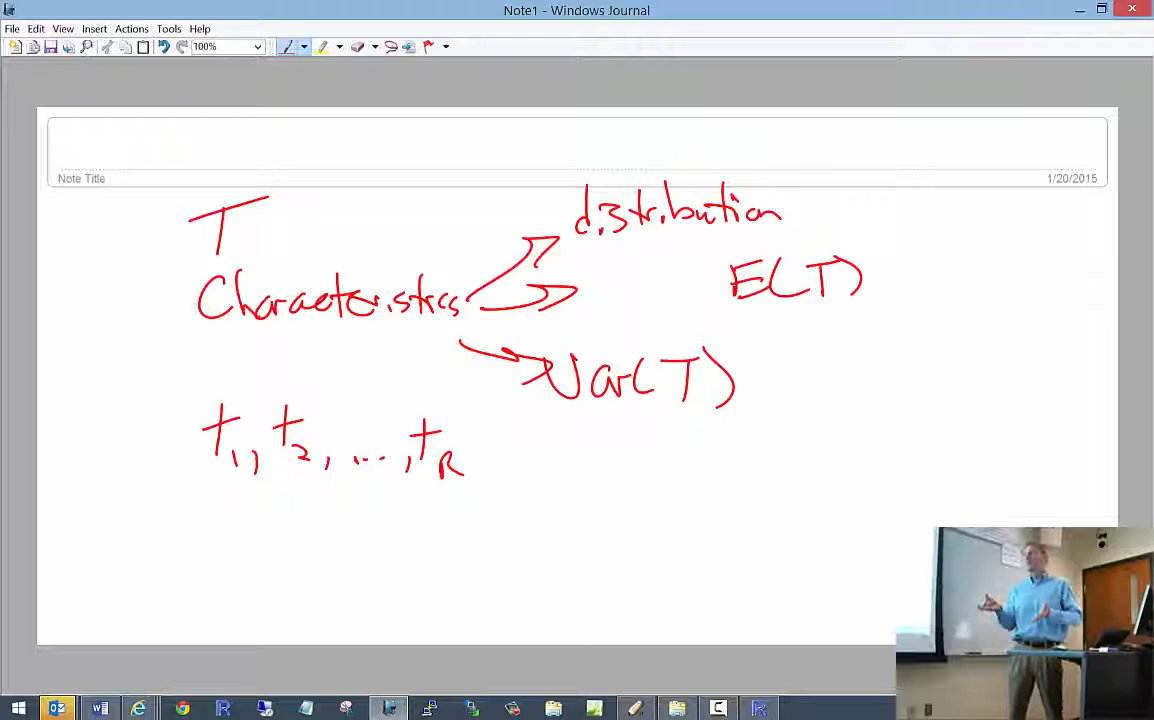 Note1 - Windows Journal
File Edit View Insert Actions Tools Help
100%
Note Title
1/20/2015
T
distribution
Characteristics
E(T)
Var(T)
t1, t2, ..., tR